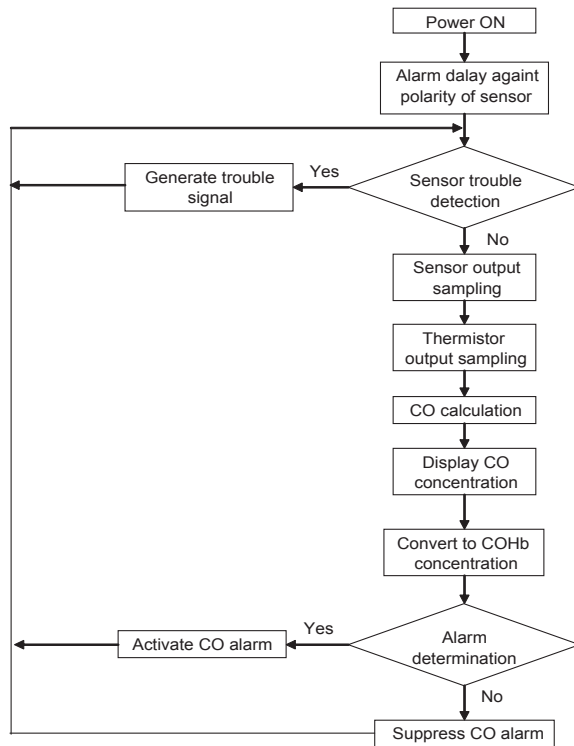 Power ON
Alarm dalay againt
polarity of sensor
Sensor trouble
detection
Yes
Generate trouble
signal
No
Sensor output
sampling
Thermistor
output sampling
CO calculation
Display CO
concentration
Convert to COHb
concentration
Alarm
determination
Yes
Activate CO alarm
No
Suppress CO alarm